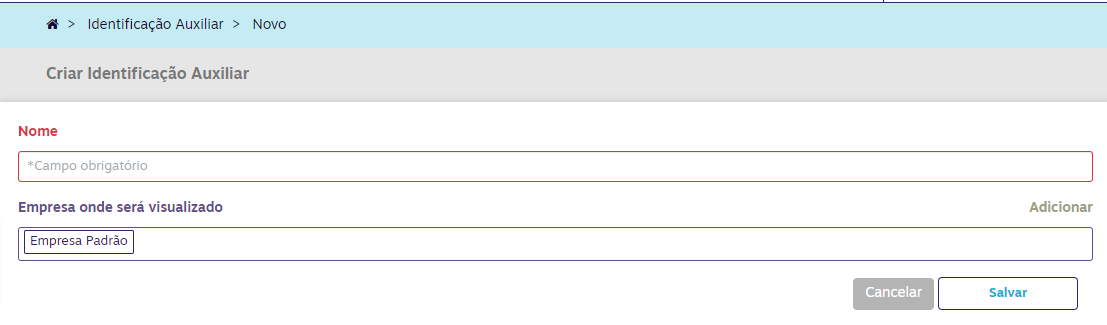 > Identificação Auxiliar > Novo
Criar Identificação Auxiliar
Nome
*Campo obrigatório
Empresa onde será visualizado Adicionar
Empresa Padrão
Cancelar Salvar